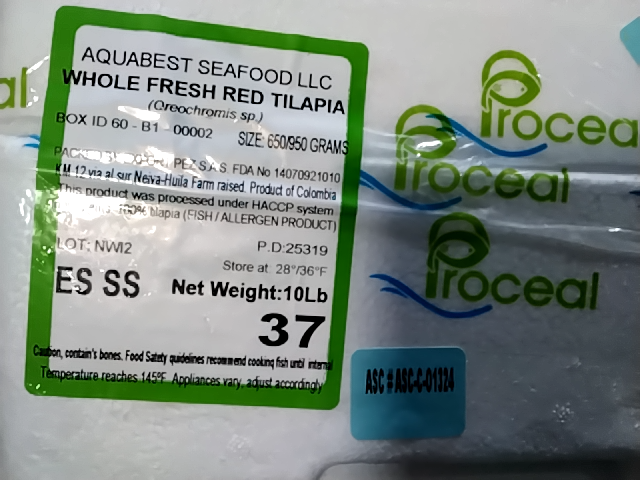 AQUABEST SEAFOOD LLC
WHOLE FRESH RED TILAPIA
(Oreochromis sp.)
BOX ID 60 - B1 - 00002
SIZE: 650/950 GRAMS
PEZ S.A.S. FDA No 14070921010
KM 12 via al sur Neiva-Huila Farm raised. Product of Colombia
This product was processed under HACCP system
100% tilapia (FISH / ALLERGEN PRODUCT)
LOT: NWI2
P.D:25319
Store at 28°/36°F
ES SS
Net Weight:10Lb
37
Caution, contain's bones. Food Safety guidelines recommend cooking fish until internal
Temperature reaches 145°F. Appliances vary, adjust accordingly
al
Proceal
Proceal
Proceal
ASC # ASC-C-01324